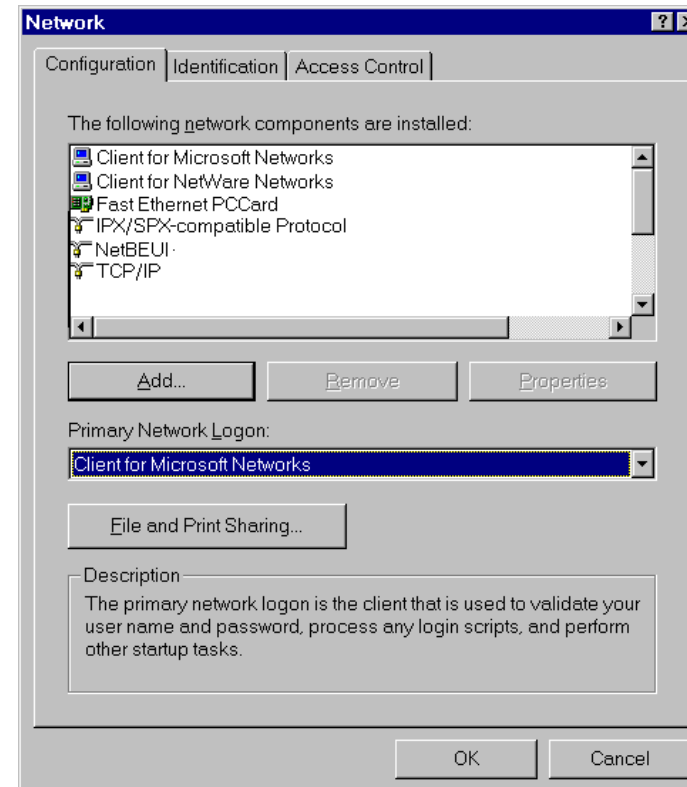 Network
Configuration Identification Access Control
The following network components are installed:
Client for Microsoft Networks
Client for NetWare Networks
Fast Ethernet PCCard
IPX/SPX-compatible Protocol
NetBEUI
TCP/IP
Add... Remove Properties
Primary Network Logon:
Client for Microsoft Networks
File and Print Sharing...
Description
The primary network logon is the client that is used to validate your
user name and password, process any login scripts, and perform
other startup tasks.
OK Cancel